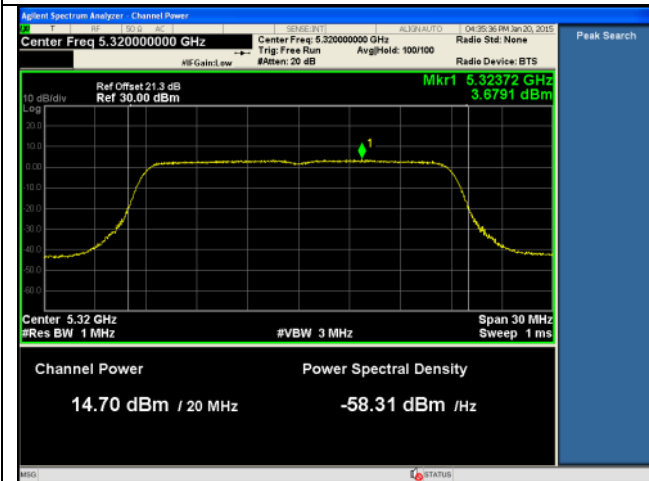 Agilent Spectrum Analyzer - Channel Power
T RF 50 Ω AC SENSE:INT ALIGN AUTO 04:35:36 PM Jan 20, 2015
Center Freq 5.320000000 GHz
Center Freq: 5.320000000 GHz
Radio Std: None
Trig: Free Run Avg|Hold: 100/100
#IFGain:Low
#Atten: 20 dB
Radio Device: BTS
Peak Search
Mkr1 5.32372 GHz
3.6791 dBm
Ref Offset 21.3 dB
10 dB/div Ref 30.00 dBm
Log
20.0
10.0
0.00
-10.0
-20.0
-30.0
-40.0
-50.0
-60.0
1
Center 5.32 GHz Span 30 MHz
#Res BW 1 MHz #VBW 3 MHz Sweep 1 ms
Channel Power Power Spectral Density
14.70 dBm / 20 MHz -58.31 dBm /Hz
MSG STATUS